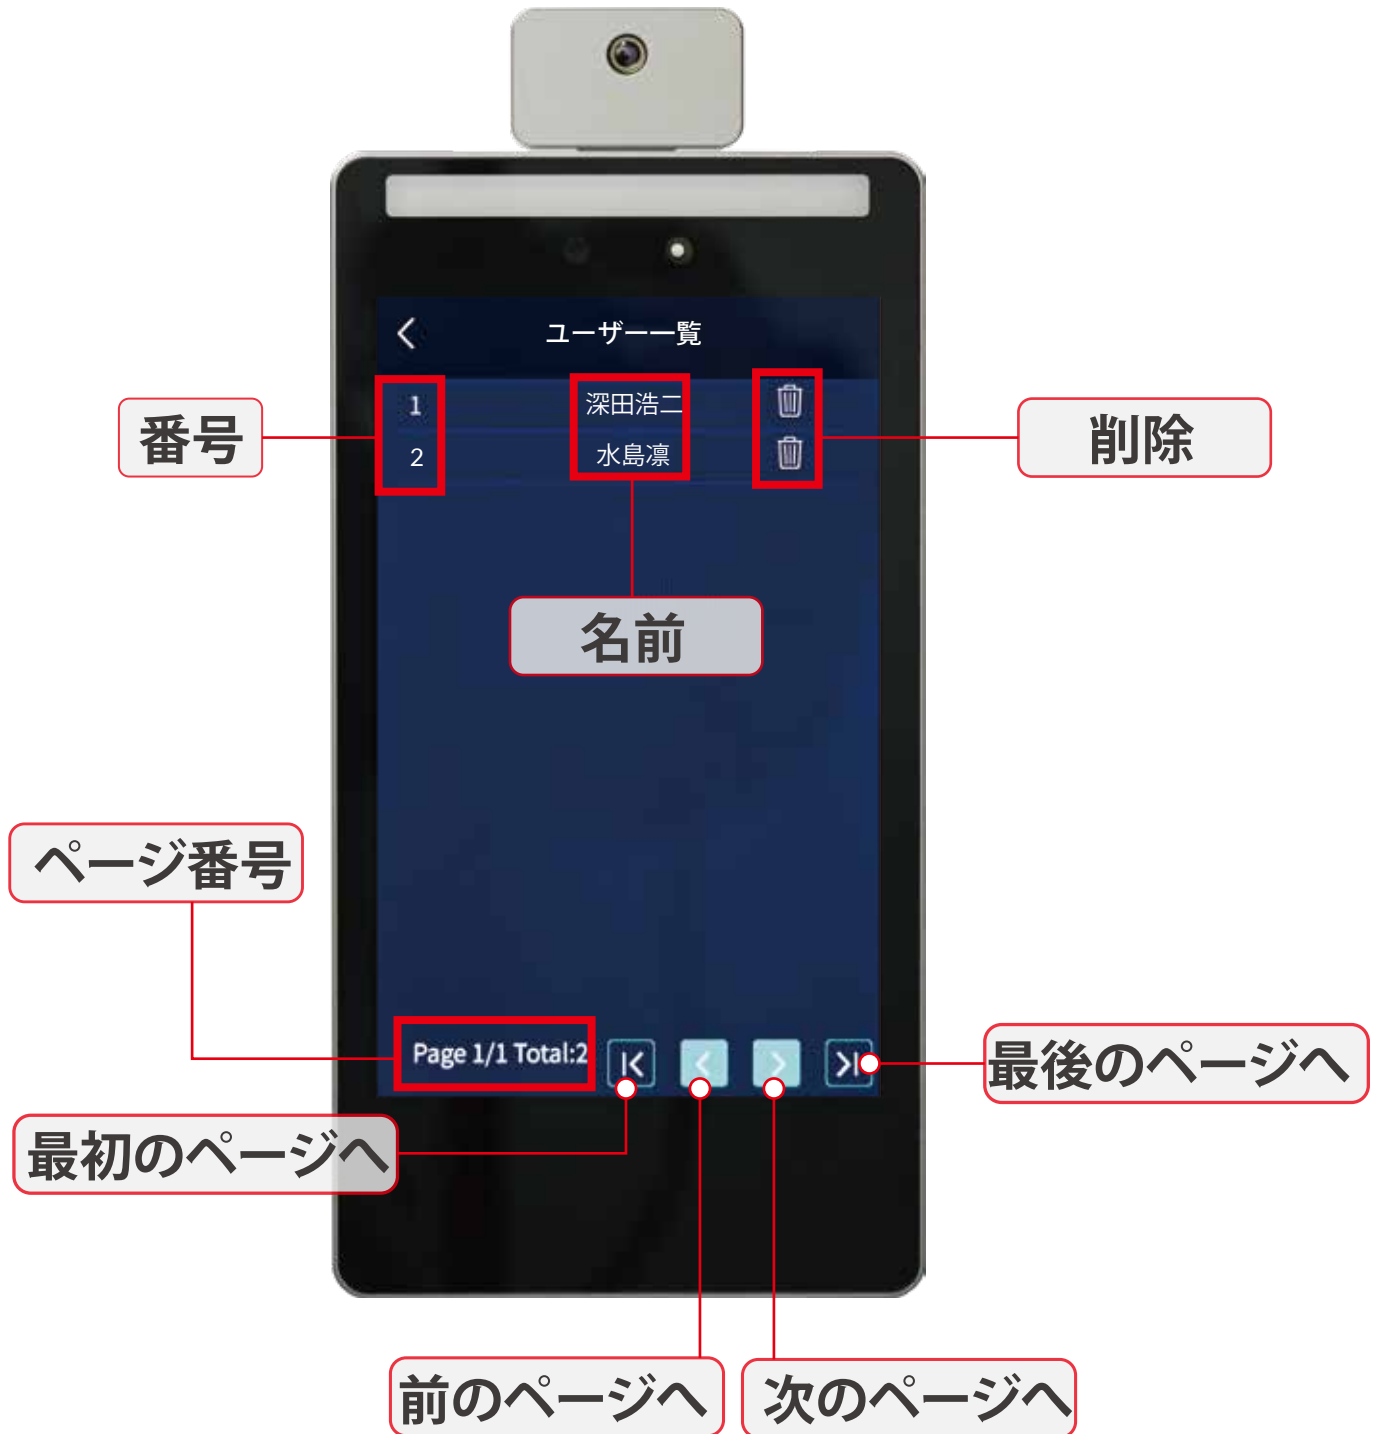 ユーザー一覧
1 深田浩二
2 水島凛
番号
削除
名前
ページ番号
Page 1/1 Total:2
最後のページへ
最初のページへ
前のページへ
次のページへ